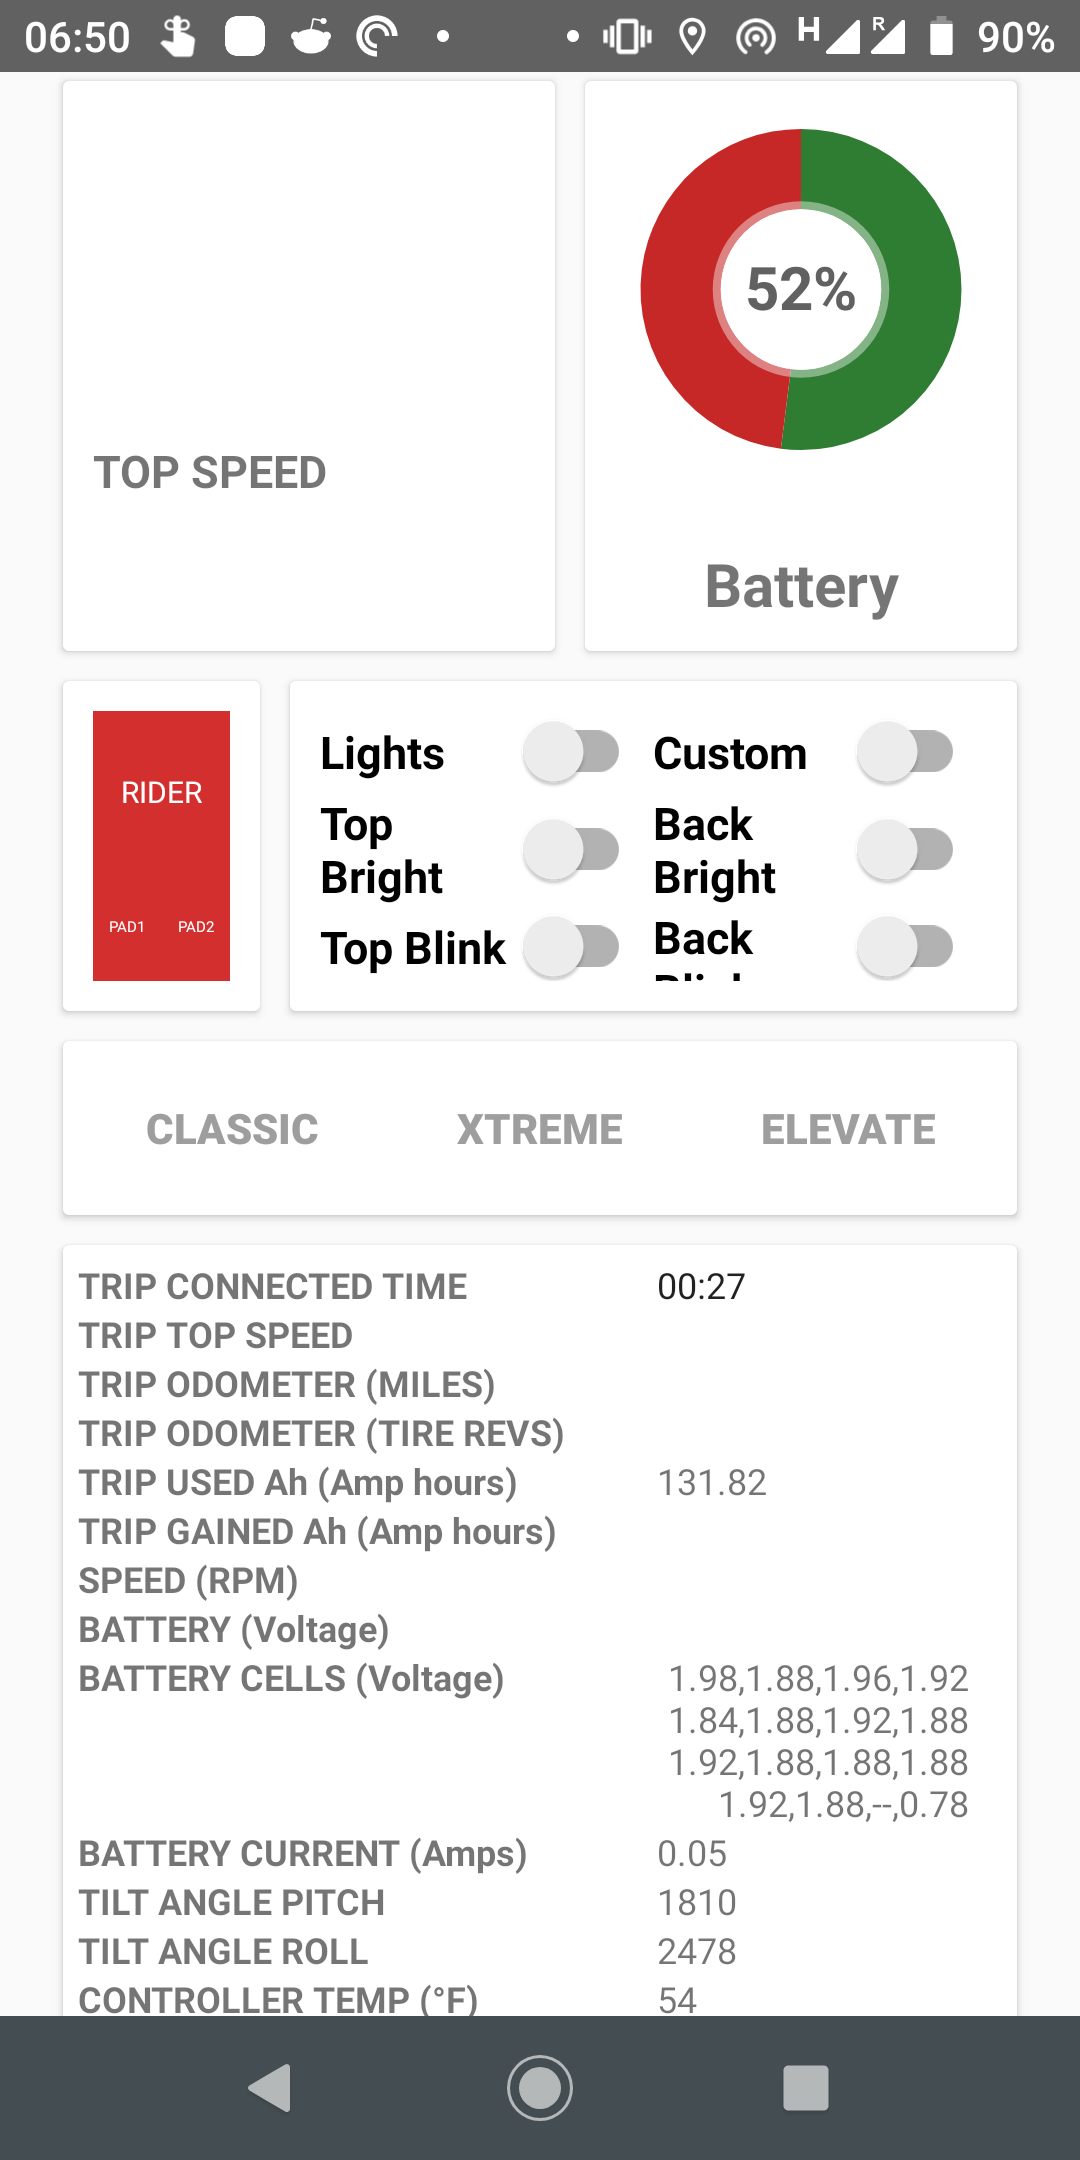 06:50
H
R
90%
52%
TOP SPEED
Battery
RIDER
PAD1 PAD2
Lights
Custom
Top
Bright
Back
Bright
Top Blink
Back
CLASSIC XTREME ELEVATE
TRIP CONNECTED TIME 00:27
TRIP TOP SPEED
TRIP ODOMETER (MILES)
TRIP ODOMETER (TIRE REVS)
TRIP USED Ah (Amp hours) 131.82
TRIP GAINED Ah (Amp hours)
SPEED (RPM)
BATTERY (Voltage)
BATTERY CELLS (Voltage) 1.98,1.88,1.96,1.92
1.84,1.88,1.92,1.88
1.92,1.88,1.88,1.88
1.92,1.88,--,0.78
BATTERY CURRENT (Amps) 0.05
TILT ANGLE PITCH 1810
TILT ANGLE ROLL 2478
CONTROLLER TEMP (°F) 54